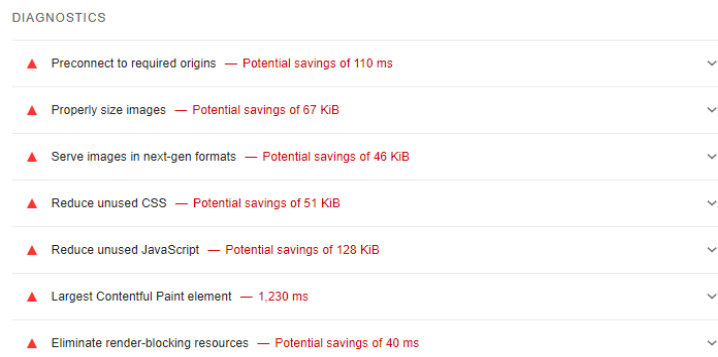 DIAGNOSTICS
Preconnect to required origins — Potential savings of 110 ms
Properly size images — Potential savings of 67 KiB
Serve images in next-gen formats — Potential savings of 46 KiB
Reduce unused CSS — Potential savings of 51 KiB
Reduce unused JavaScript — Potential savings of 128 KiB
Largest Contentful Paint element — 1,230 ms
Eliminate render-blocking resources — Potential savings of 40 ms